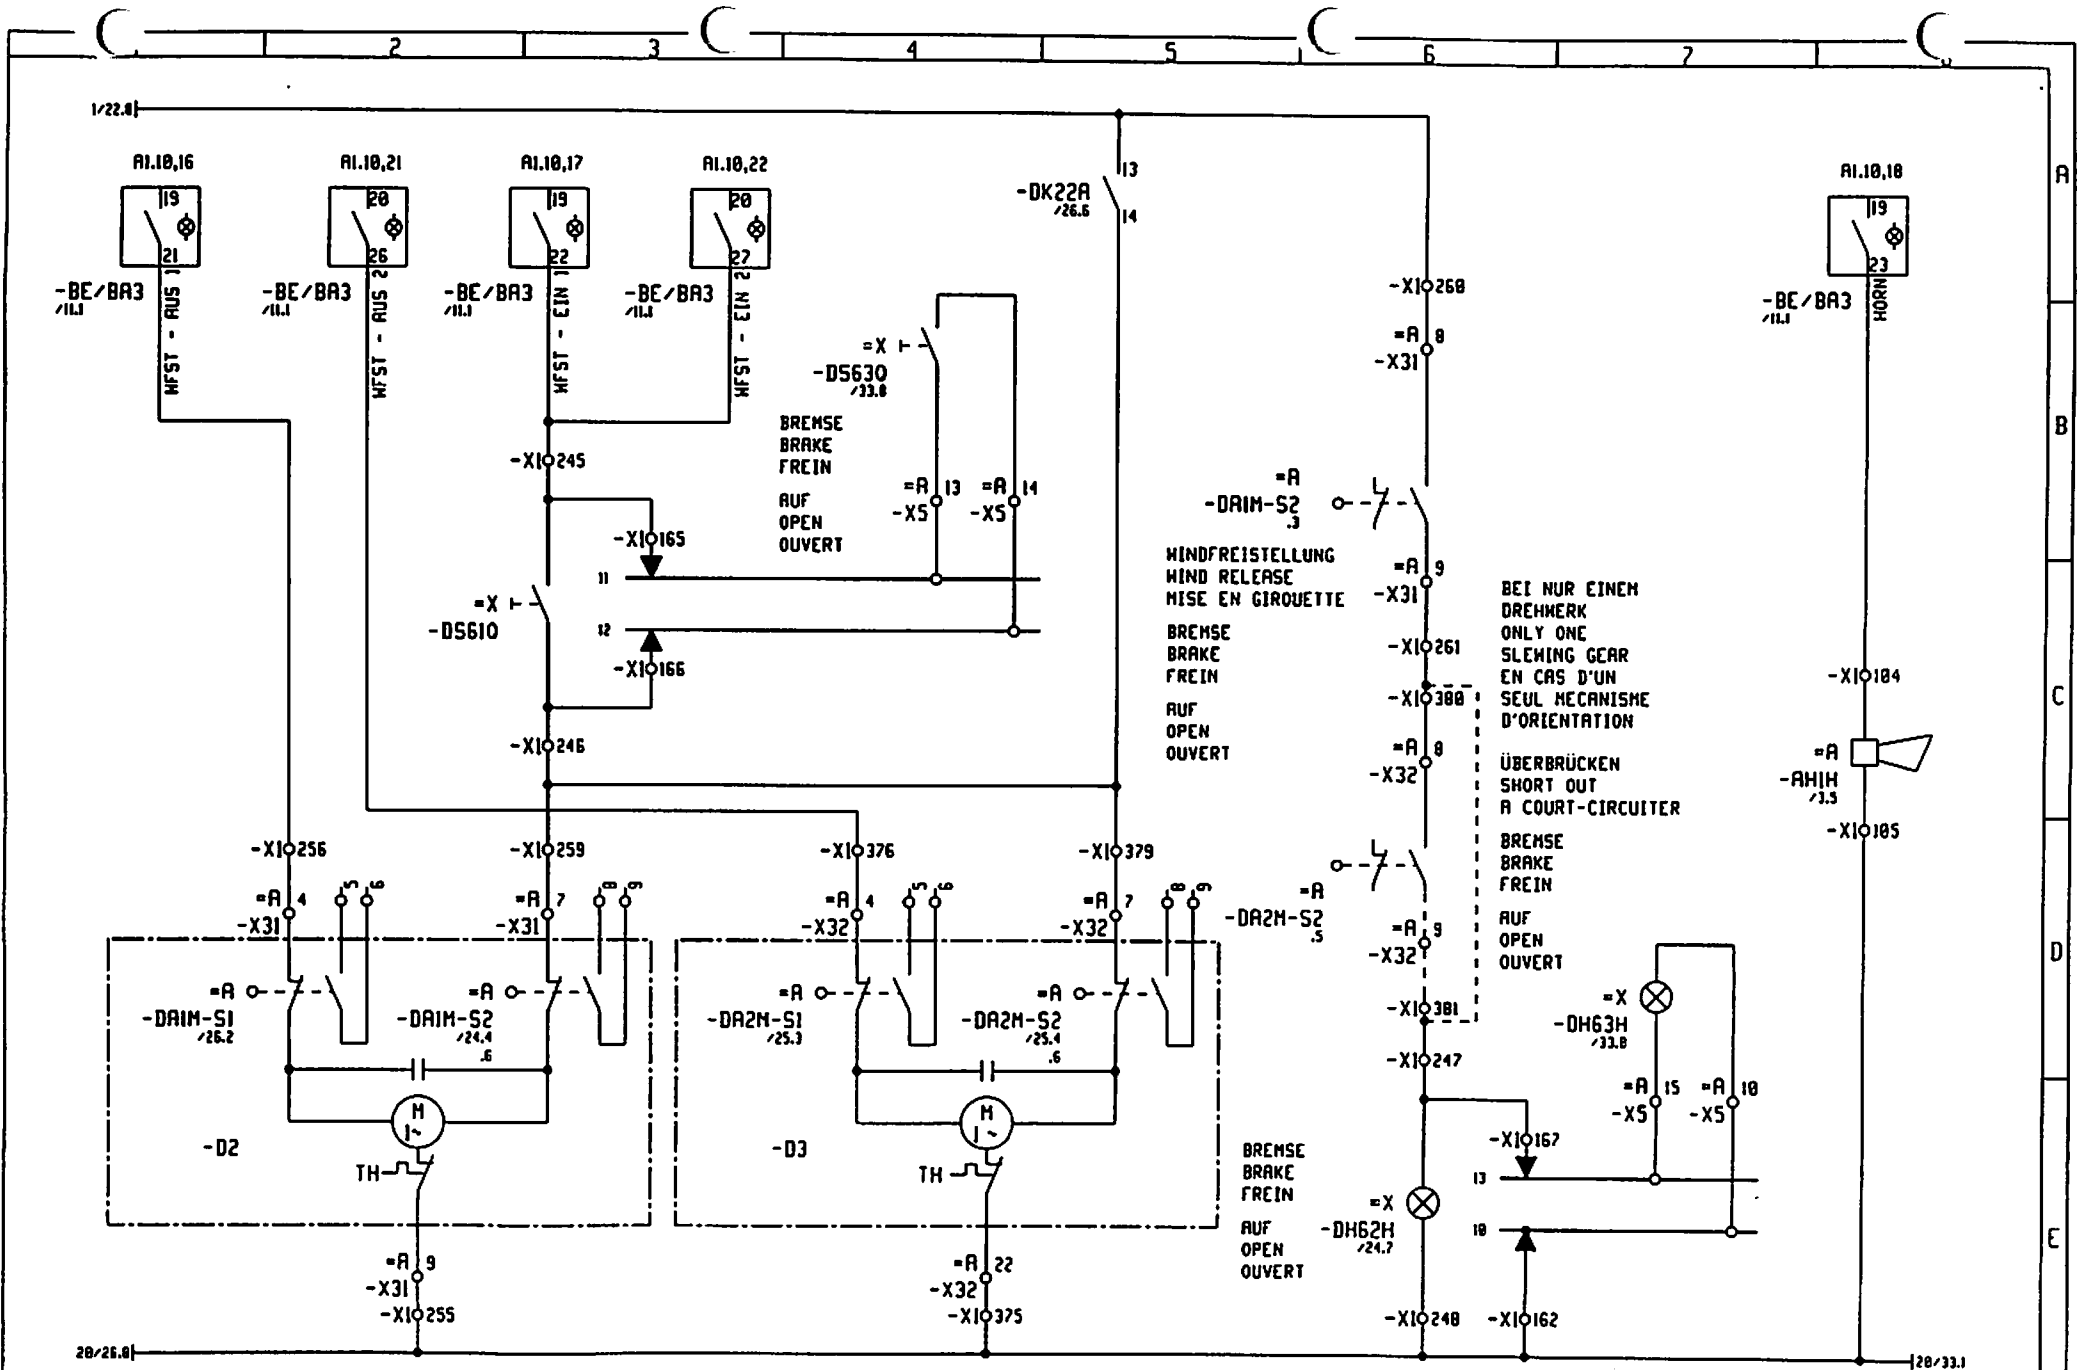 2
3
4
5
6
7
1/22.8
A
B
C
D
E
A1.10,16
A1.10,21
A1.10,17
A1.10,22
A1.10,18
19
21
20
26
19
22
20
27
19
23
-BE/BA3
/11.1
-BE/BA3
/11.1
-BE/BA3
/11.1
-BE/BA3
/11.1
-BE/BA3
/11.1
WFST - AUS 1
WFST - AUS 2
WFST - EIN 1
WFST - EIN 2
HORN
13
-DK22A
/26.6
14
-X1 260
=A 8
-X31
=X
-DS630
/33.8
BREMSE
BRAKE
FREIN
AUF
OPEN
OUVERT
=A 13
-X5
=A 14
-X5
-X1 245
-X1 165
11
=X
-DS610
12
-X1 166
-X1 246
=A
-DA1M-S2
.3
WINDFREISTELLUNG
WIND RELEASE
MISE EN GIROUETTE
BREMSE
BRAKE
FREIN
AUF
OPEN
OUVERT
=A 9
-X31
-X1 261
-X1 380
=A 8
-X32
BEI NUR EINEM
DREHWERK
ONLY ONE
SLEWING GEAR
EN CAS D'UN
SEUL MECANISME
D'ORIENTATION
ÜBERBRÜCKEN
SHORT OUT
A COURT-CIRCUITER
BREMSE
BRAKE
FREIN
AUF
OPEN
OUVERT
-X1 104
=A
-AH1H
/3.5
-X1 105
-X1 256
-X1 259
-X1 376
-X1 379
=A 4
-X31
5
6
=A 7
-X31
8
9
=A 4
-X32
5
6
=A 7
-X32
8
9
=A
-DA2M-S2
.5
=A 9
-X32
-X1 381
-X1 247
=A
-DA1M-S1
/26.2
=A
-DA1M-S2
/24.4
.6
=A
-DA2M-S1
/25.3
=A
-DA2M-S2
/25.4
.6
=X
-DH63H
/33.8
=A 15
-X5
=A 10
-X5
M
1~
-D2
TH
M
1~
-D3
TH
-X1 167
13
10
BREMSE
BRAKE
FREIN
AUF
OPEN
OUVERT
=X
-DH62H
/24.7
=A 9
-X31
-X1 255
=A 22
-X32
-X1 375
-X1 248
-X1 162
28/26.8
28/33.1